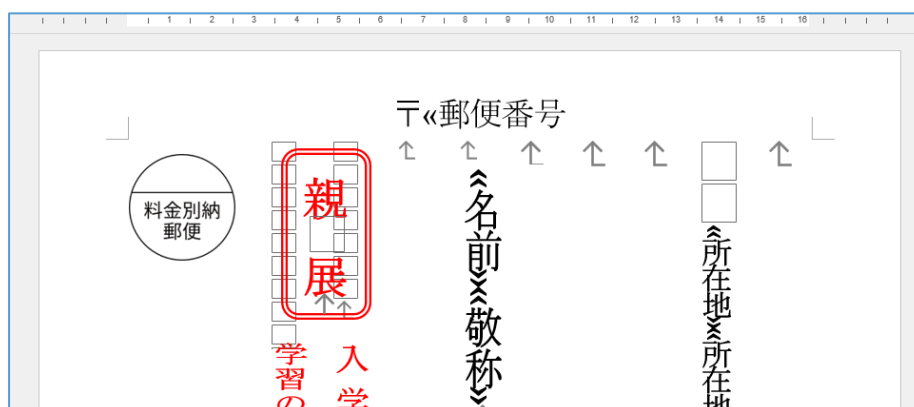 1 2 3 4 5 6 7 8 9 10 11 12 13 14 15 16
〒«郵便番号
«所在地»«所在地
«名前»«敬称»
親展
入学
学習の
料金別納
郵便